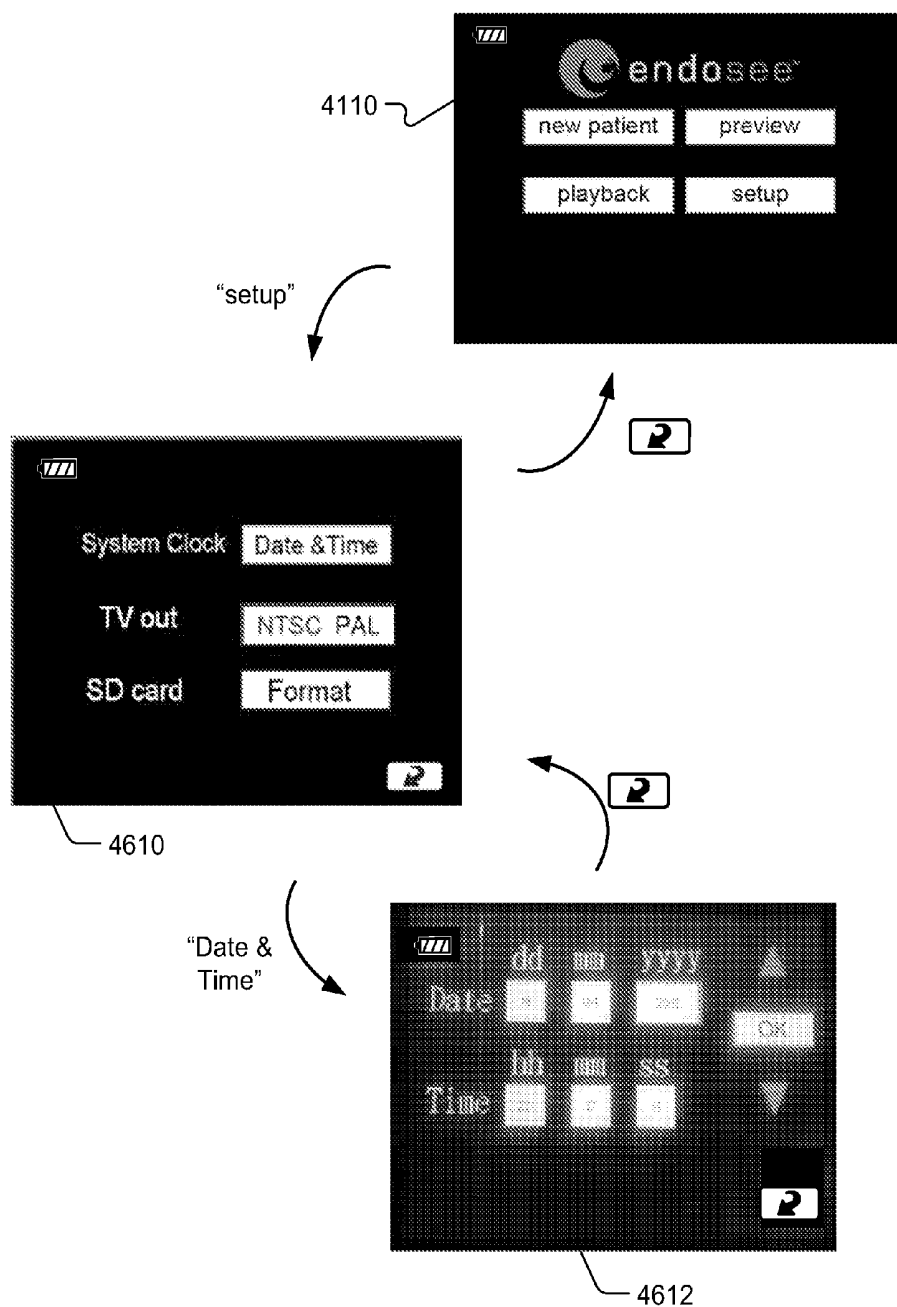 endosee™
4110
new patient preview
playback setup
"setup"
System Clock Date &Time
TV out NTSC PAL
SD card Format
4610
"Date &
Time"
dd mm yyyy
Date
OK
hh mm ss
Time
4612